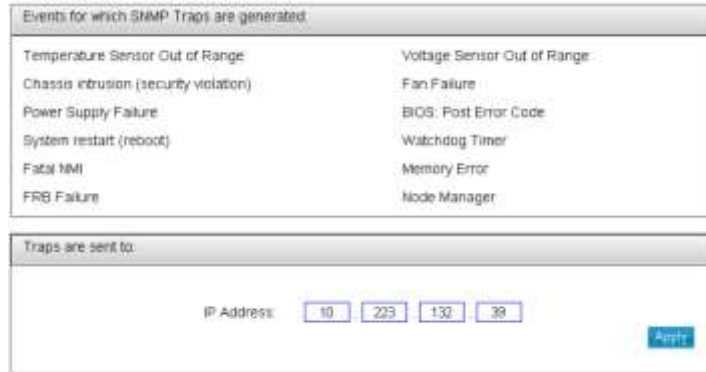 Events for which SNMP Traps are generated:
Temperature Sensor Out of Range
Voltage Sensor Out of Range
Chassis intrusion (security violation)
Fan Failure
Power Supply Failure
BIOS: Post Error Code
System restart (reboot)
Watchdog Timer
Fatal NMI
Memory Error
FRB Failure
Node Manager
Traps are sent to:
IP Address: 10 . 223 . 132 . 39
Apply